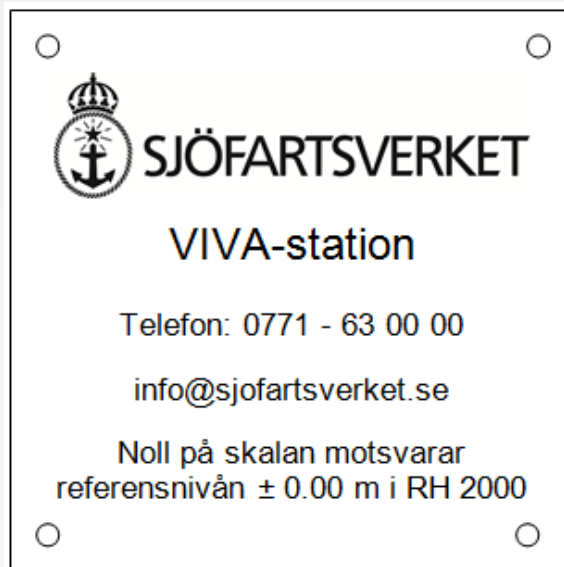 SJÖFARTSVERKET
VIVA-station
Telefon: 0771 - 63 00 00
info@sjofartsverket.se
Noll på skalan motsvarar
referensnivån ± 0.00 m i RH 2000